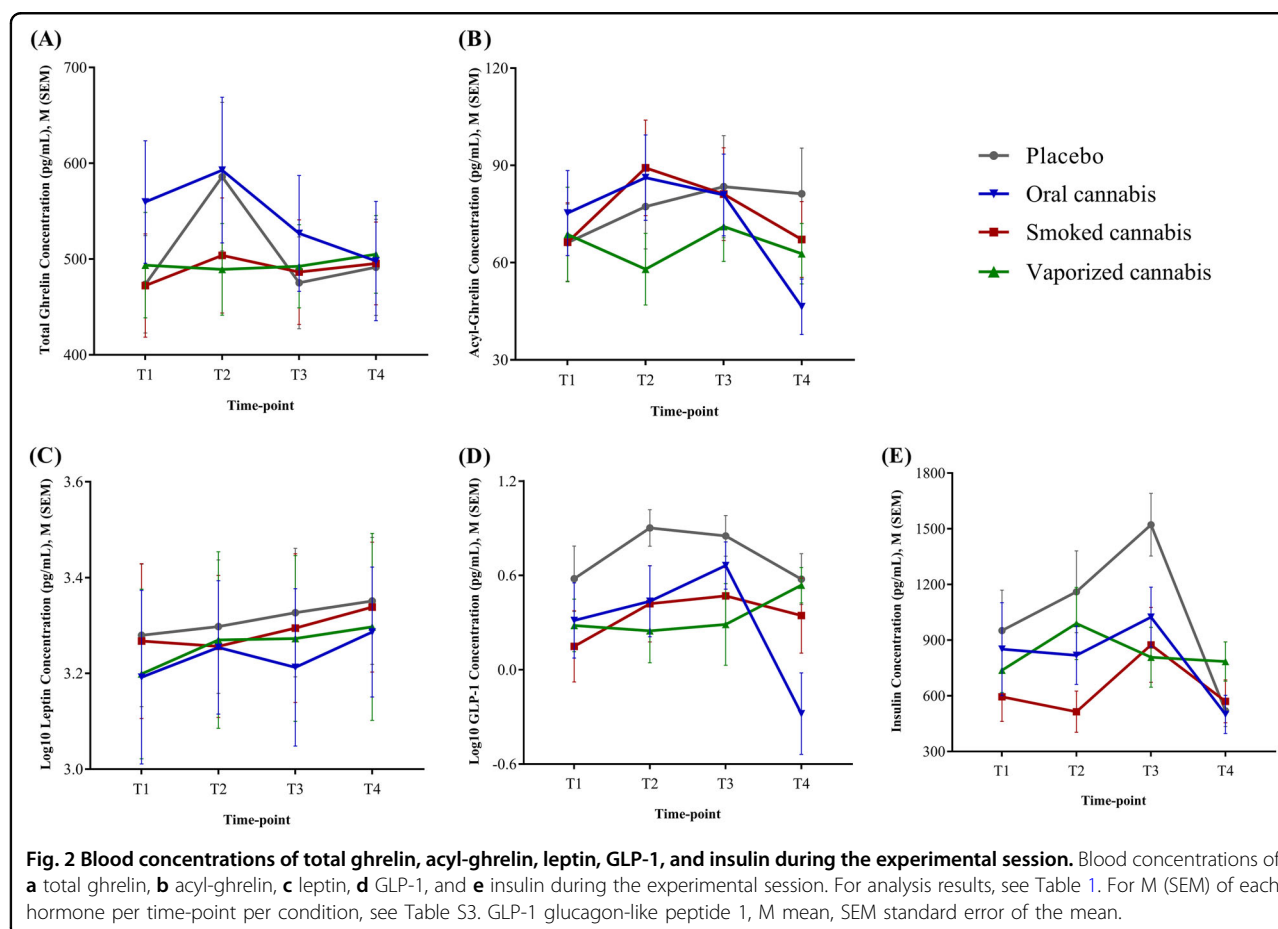 (A)
700
600
500
400
Total Ghrelin Concentration (pg/mL), M (SEM)
T1 T2 T3 T4
Time-point
(B)
120
90
60
30
Acyl-Ghrelin Concentration (pg/mL), M (SEM)
T1 T2 T3 T4
Time-point
Placebo
Oral cannabis
Smoked cannabis
Vaporized cannabis
(C)
3.6
3.4
3.2
3.0
Log10 Leptin Concentration (pg/mL), M (SEM)
T1 T2 T3 T4
Time-point
(D)
1.2
0.6
0.0
-0.6
Log10 GLP-1 Concentration (pg/mL), M (SEM)
T1 T2 T3 T4
Time-point
(E)
1800
1500
1200
900
600
300
Insulin Concentration (pg/mL), M (SEM)
T1 T2 T3 T4
Time-point
Fig. 2 Blood concentrations of total ghrelin, acyl-ghrelin, leptin, GLP-1, and insulin during the experimental session. Blood concentrations of
a total ghrelin, b acyl-ghrelin, c leptin, d GLP-1, and e insulin during the experimental session. For analysis results, see Table 1. For M (SEM) of each
hormone per time-point per condition, see Table S3. GLP-1 glucagon-like peptide 1, M mean, SEM standard error of the mean.